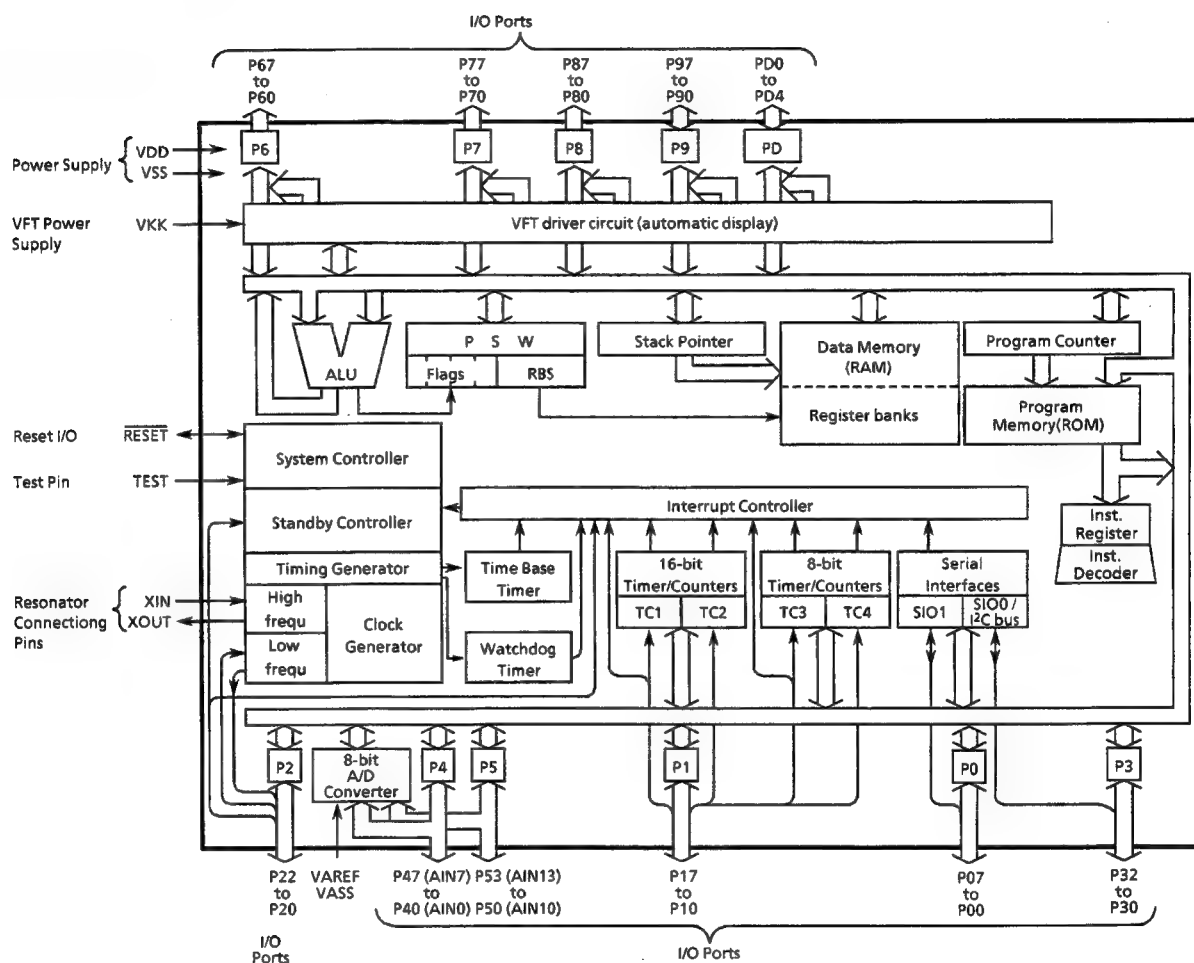 I/O Ports
P67 to P60
P77 to P70
P87 to P80
P97 to P90
PD0 to PD4
Power Supply
VDD
VSS
P6
P7
P8
P9
PD
VFT Power Supply
VKK
VFT driver circuit (automatic display)
ALU
P S W
Flags
RBS
Stack Pointer
Data Memory (RAM)
Register banks
Program Counter
Program Memory(ROM)
Reset I/O
RESET
Test Pin
TEST
System Controller
Standby Controller
Timing Generator
High frequ
Low frequ
Clock Generator
Resonator Connectiong Pins
XIN
XOUT
Interrupt Controller
Time Base Timer
Watchdog Timer
16-bit Timer/Counters
TC1
TC2
8-bit Timer/Counters
TC3
TC4
Serial Interfaces
SIO1
SIO0 / I²C bus
Inst. Register
Inst. Decoder
P2
8-bit A/D Converter
P4
P5
P1
P0
P3
P22 to P20
VAREF
VASS
P47 (AIN7) to P40 (AIN0)
P53 (AIN13) to P50 (AIN10)
P17 to P10
P07 to P00
P32 to P30
I/O Ports
I/O Ports